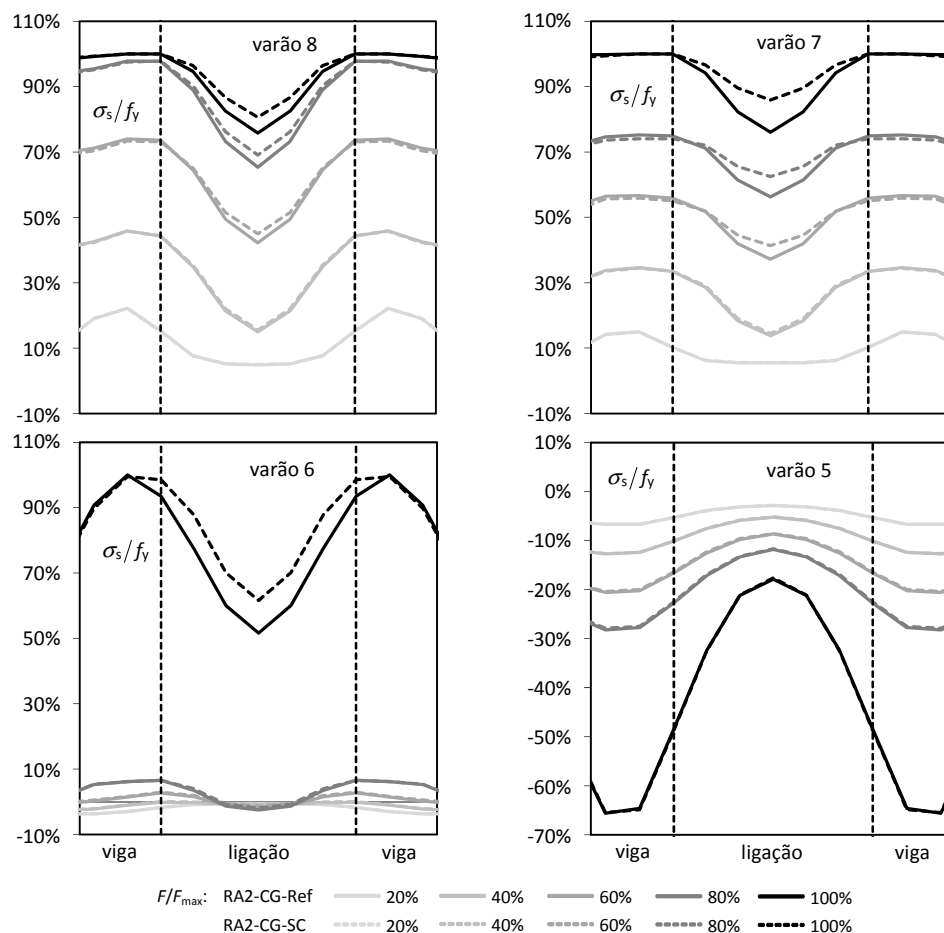 110%
90%
70%
50%
30%
10%
-10%
varão 8
σs/fy
110%
90%
70%
50%
30%
10%
-10%
varão 7
σs/fy
110%
90%
70%
50%
30%
10%
-10%
varão 6
σs/fy
viga ligação viga
10%
0%
-10%
-20%
-30%
-40%
-50%
-60%
-70%
varão 5
σs/fy
viga ligação viga
F/Fmax: RA2-CG-Ref 20% 40% 60% 80% 100%
RA2-CG-SC 20% 40% 60% 80% 100%